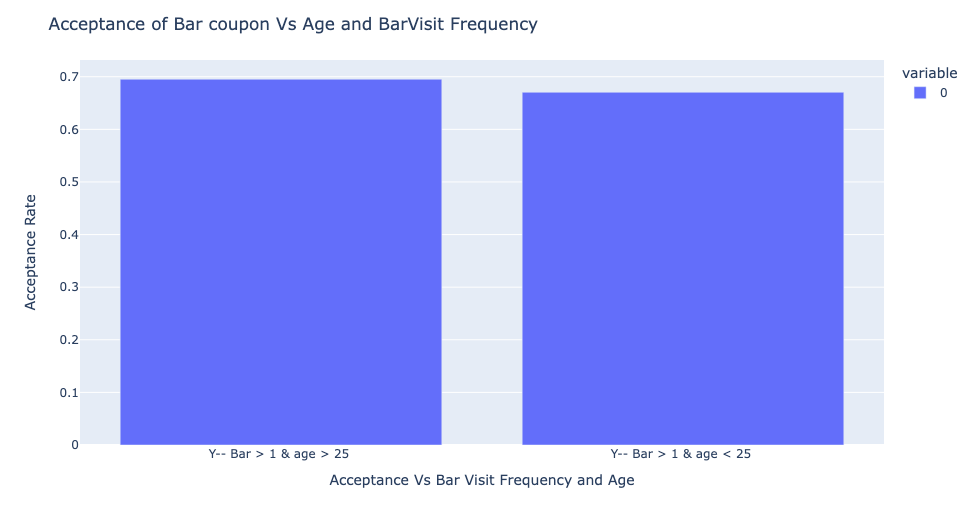 Acceptance of Bar coupon Vs Age and BarVisit Frequency
variable
0
Acceptance Rate
0.7
0.6
0.5
0.4
0.3
0.2
0.1
0
Y-- Bar > 1 & age > 25
Y-- Bar > 1 & age < 25
Acceptance Vs Bar Visit Frequency and Age